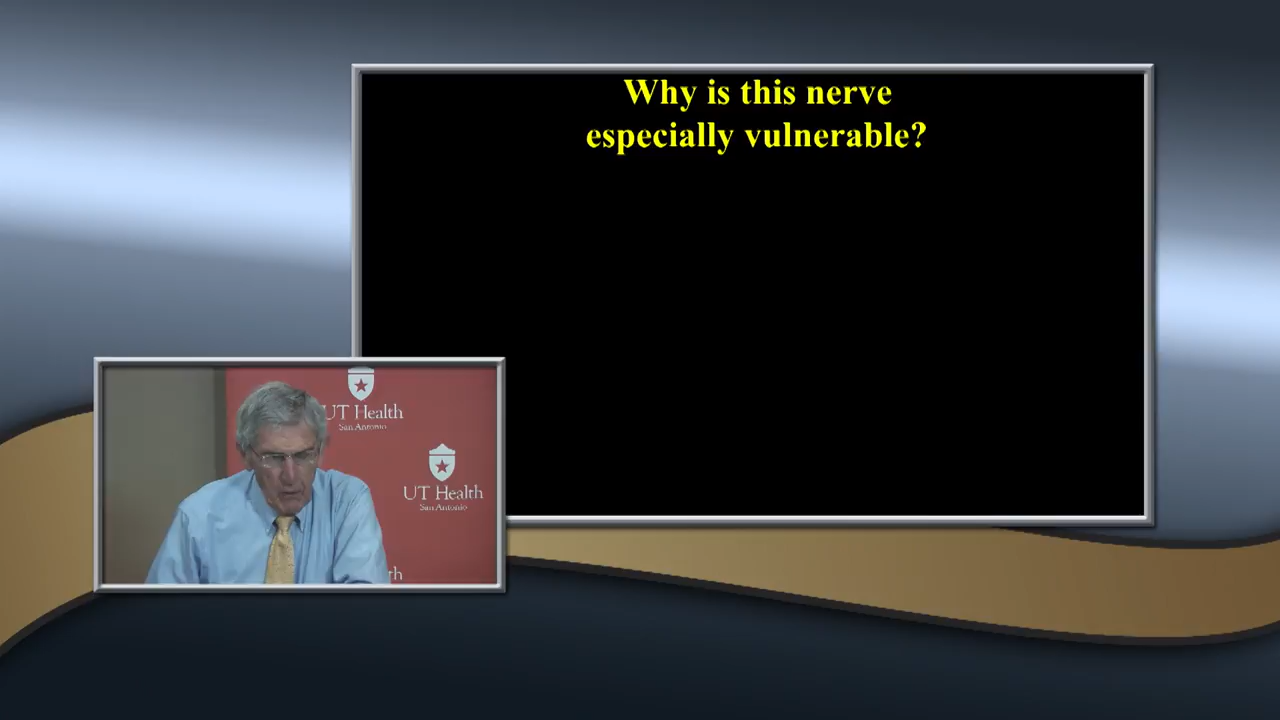 Why is this nerve
especially vulnerable?
UT Health
San Antonio
UT Health
San Antonio